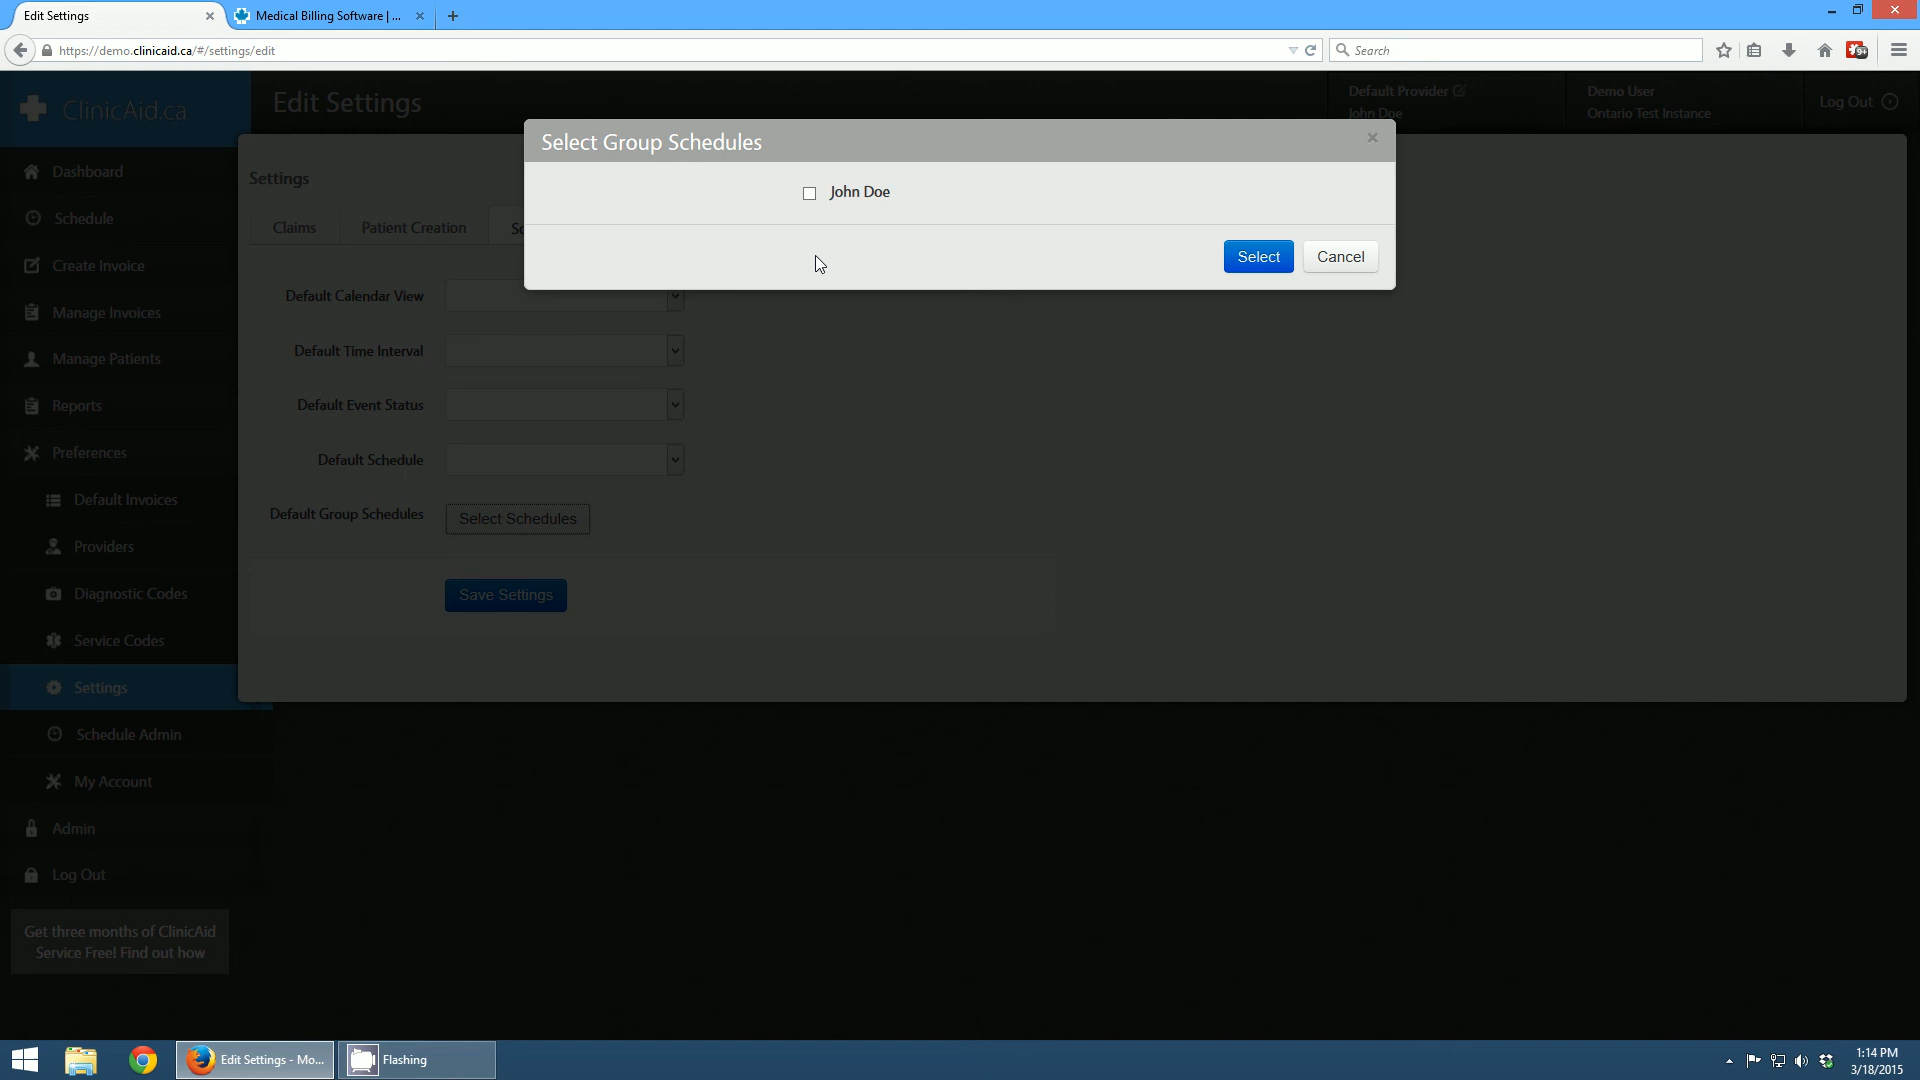 Edit Settings
Medical Billing Software | ...
https://demo.clinicaid.ca/#/settings/edit
Search
9+
ClinicAid.ca
Edit Settings
Default Provider
John Doe
Demo User
Ontario Test Instance
Log Out
Select Group Schedules
John Doe
Select
Cancel
Dashboard
Schedule
Create Invoice
Manage Invoices
Manage Patients
Reports
Preferences
Default Invoices
Providers
Diagnostic Codes
Service Codes
Settings
Schedule Admin
My Account
Admin
Log Out
Get three months of ClinicAid
Service Free! Find out how
Settings
Claims
Patient Creation
Default Calendar View
Default Time Interval
Default Event Status
Default Schedule
Default Group Schedules
Select Schedules
Save Settings
Edit Settings - Mo...
Flashing
1:14 PM
3/18/2015